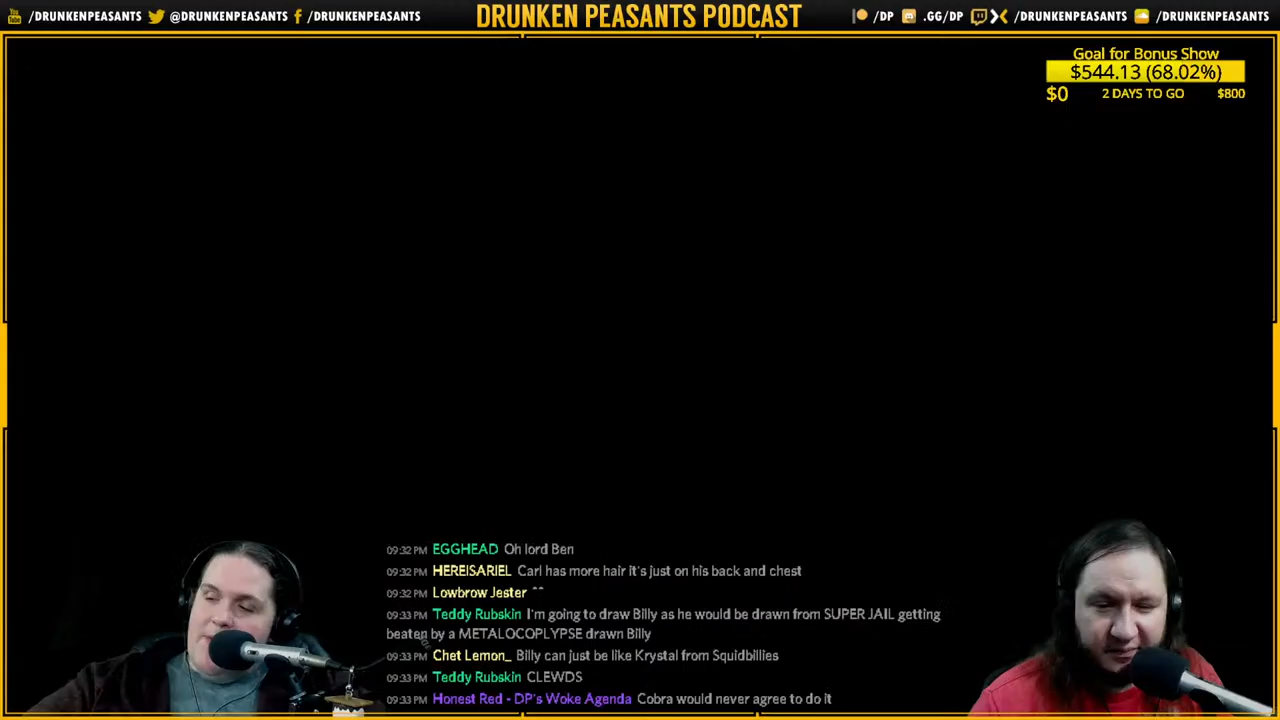 /DRUNKENPEASANTS @DRUNKENPEASANTS /DRUNKENPEASANTS DRUNKEN PEASANTS PODCAST /DP .GG/DP /DRUNKENPEASANTS /DRUNKENPEASANTS
Goal for Bonus Show
$544.13 (68.02%)
$0 2 DAYS TO GO $800
09:32 PM EGGHEAD Oh lord Ben
09:32 PM HEREISARIEL Carl has more hair it's just on his back and chest
09:32 PM Lowbrow Jester ^^
09:33 PM Teddy Rubskin I'm going to draw Billy as he would be drawn from SUPER JAIL getting
beaten by a METALOCOPLYPSE drawn Billy
09:33 PM Chet Lemon_ Billy can just be like Krystal from Squidbillies
09:33 PM Teddy Rubskin CLEWDS
09:33 PM Honest Red - DP's Woke Agenda Cobra would never agree to do it